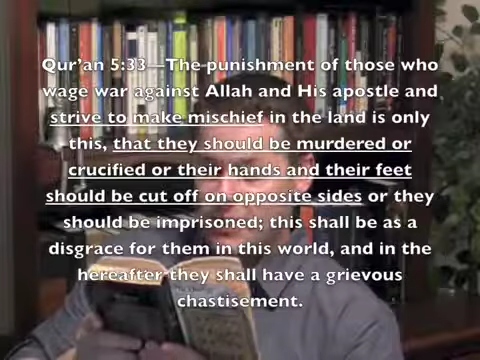 Qur'an 5:33—The punishment of those who
wage war against Allah and His apostle and
strive to make mischief in the land is only
this, that they should be murdered or
crucified or their hands and their feet
should be cut off on opposite sides or they
should be imprisoned; this shall be as a
disgrace for them in this world, and in the
hereafter they shall have a grievous
chastisement.